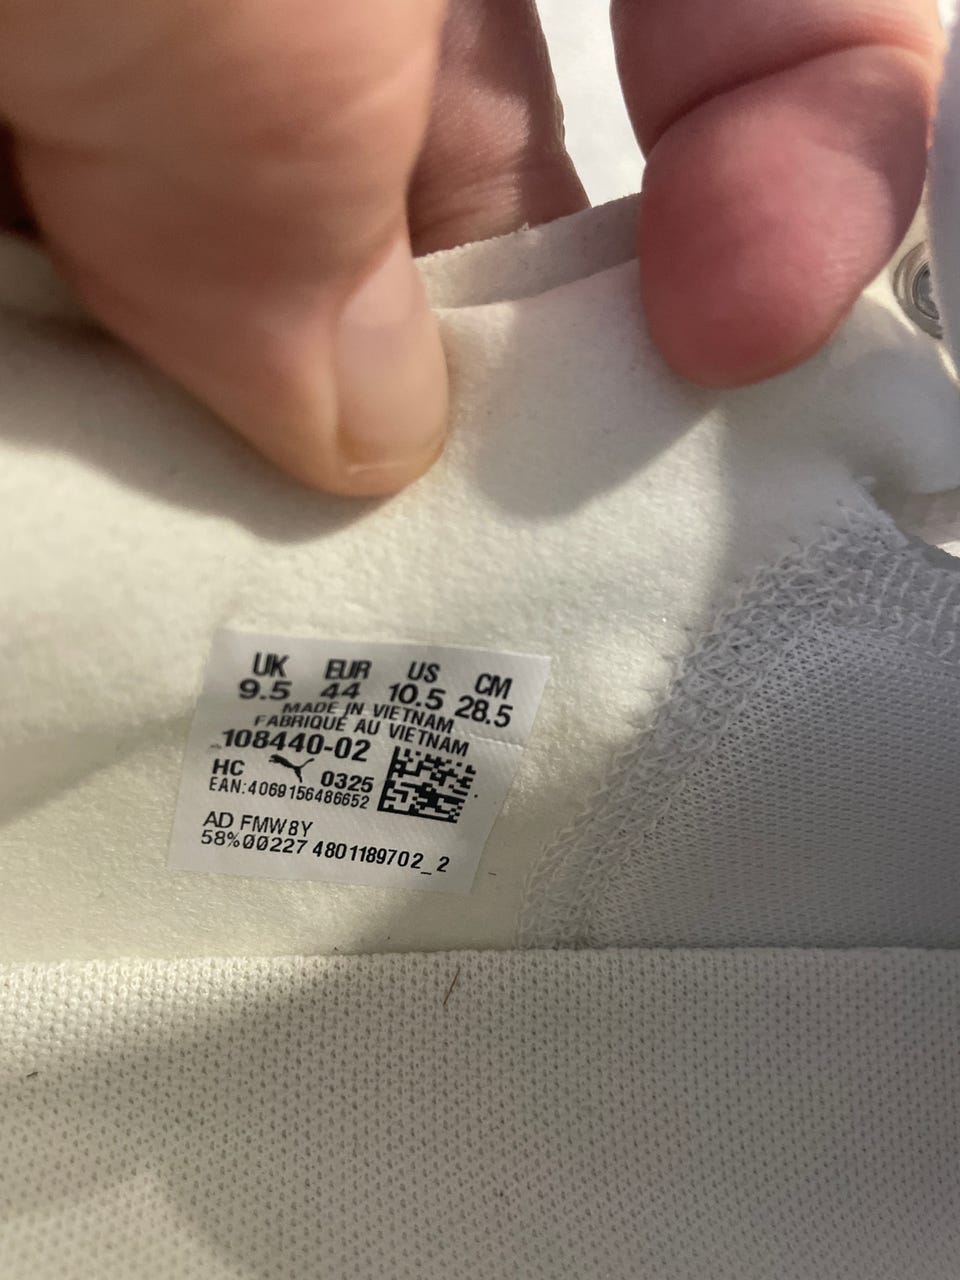 UK EUR US CM
9.5 44 10.5 28.5
MADE IN VIETNAM
FABRIQUÉ AU VIETNAM
108440-02
HC 0325
EAN:4069156486652
AD FMW8Y
58%00227 4801189702_2